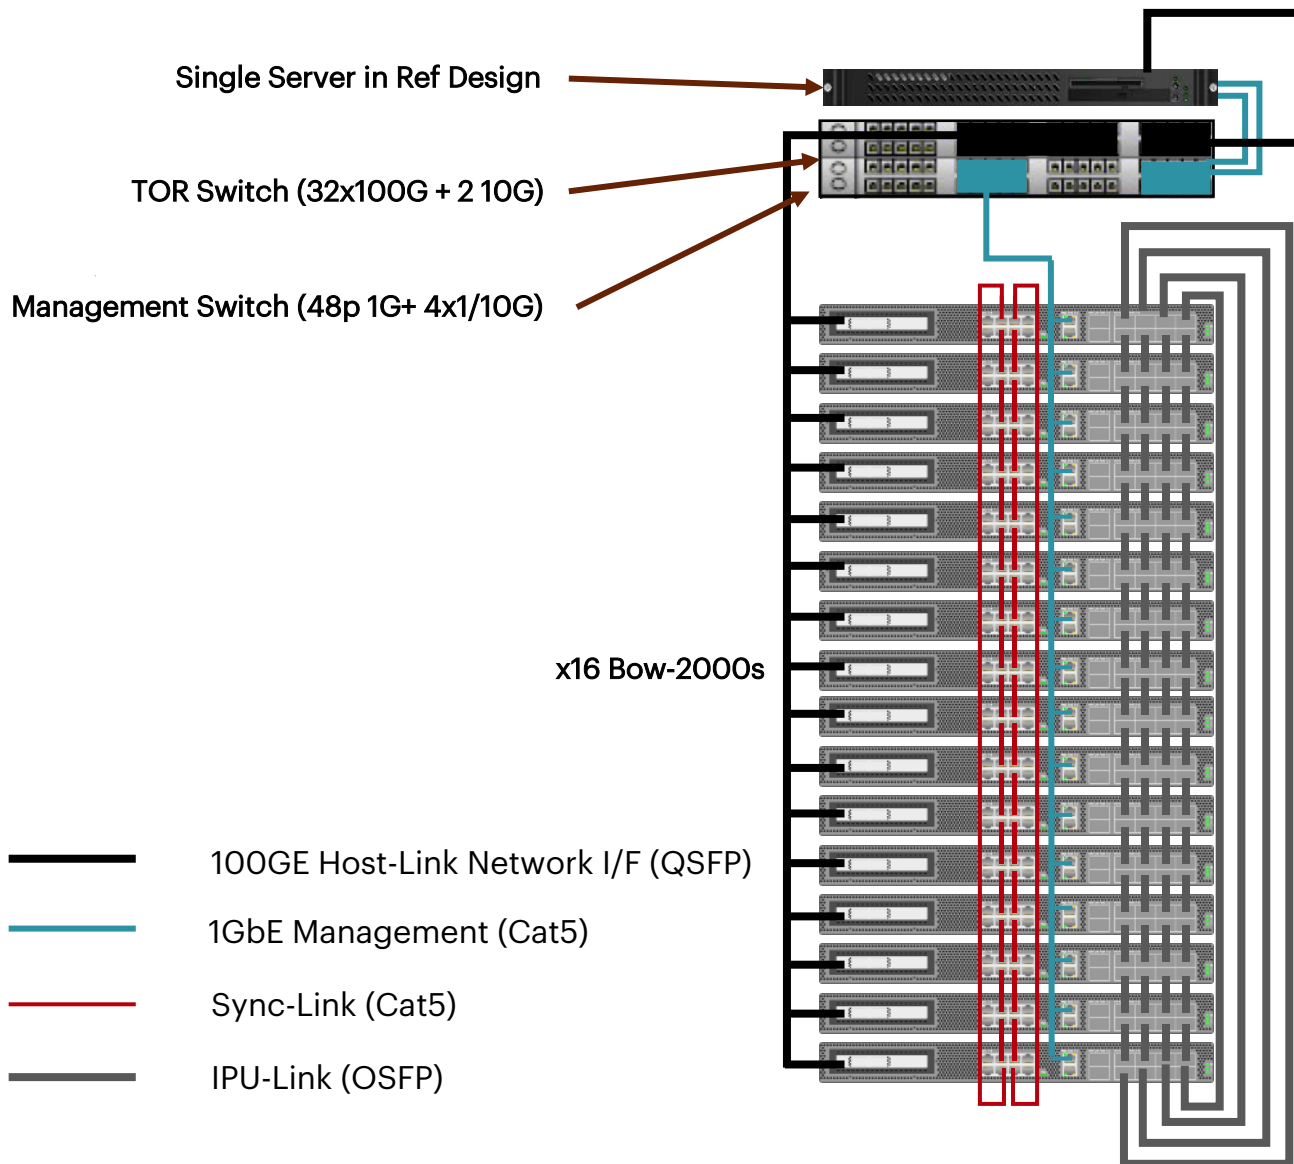 Single Server in Ref Design
TOR Switch (32x100G + 2 10G)
Management Switch (48p 1G+ 4x1/10G)
x16 Bow-2000s
100GE Host-Link Network I/F (QSFP)
1GbE Management (Cat5)
Sync-Link (Cat5)
IPU-Link (OSFP)